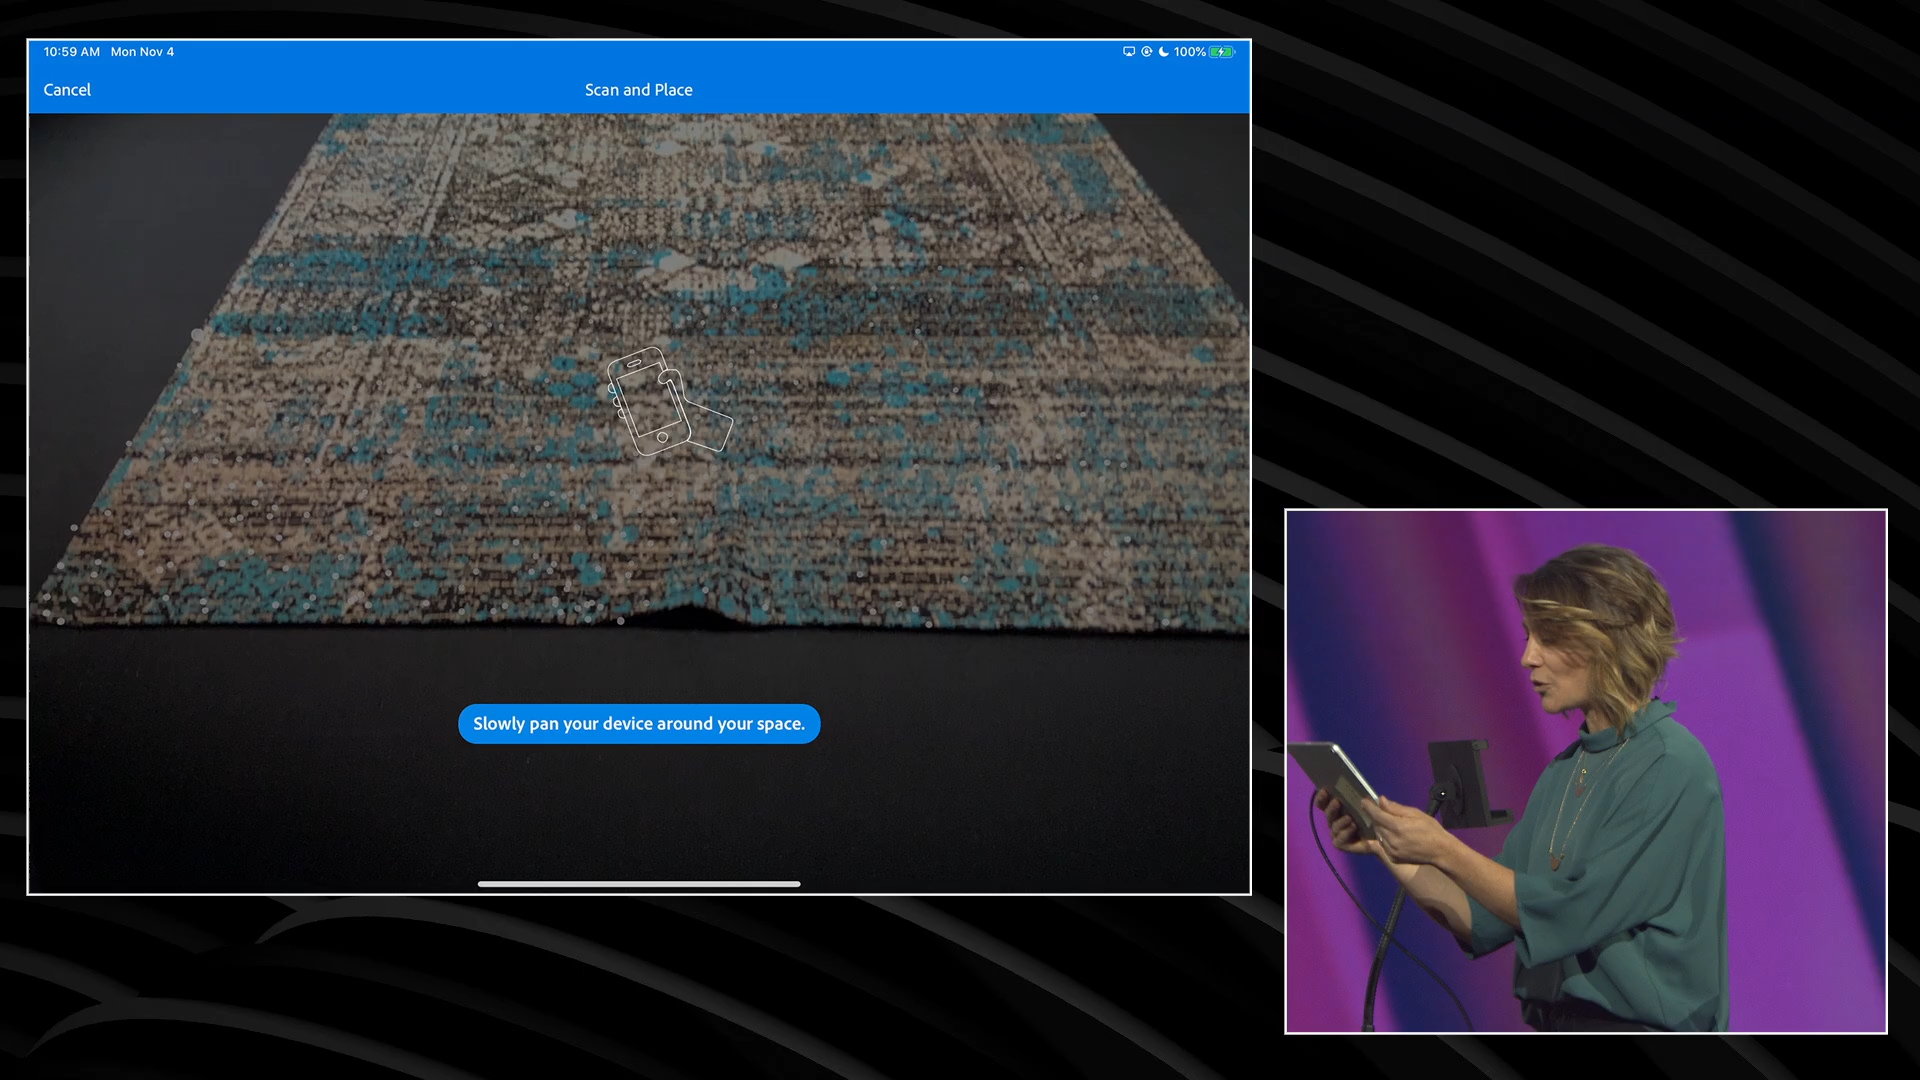 10:59 AM Mon Nov 4
100%
Cancel
Scan and Place
Slowly pan your device around your space.